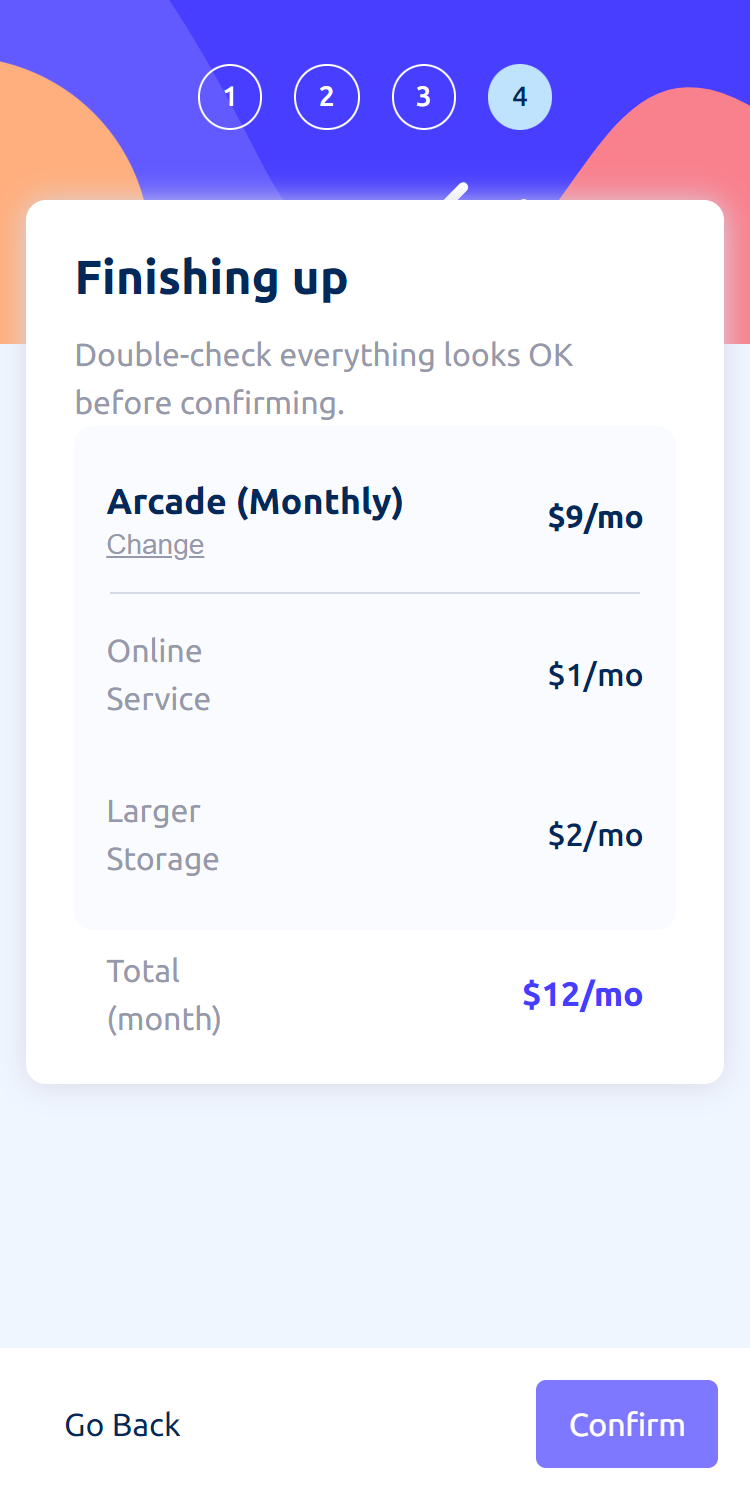 1 2 3 4
Finishing up
Double-check everything looks OK
before confirming.
Arcade (Monthly)
$9/mo
Change
Online
Service
$1/mo
Larger
Storage
$2/mo
Total
(month)
$12/mo
Go Back
Confirm